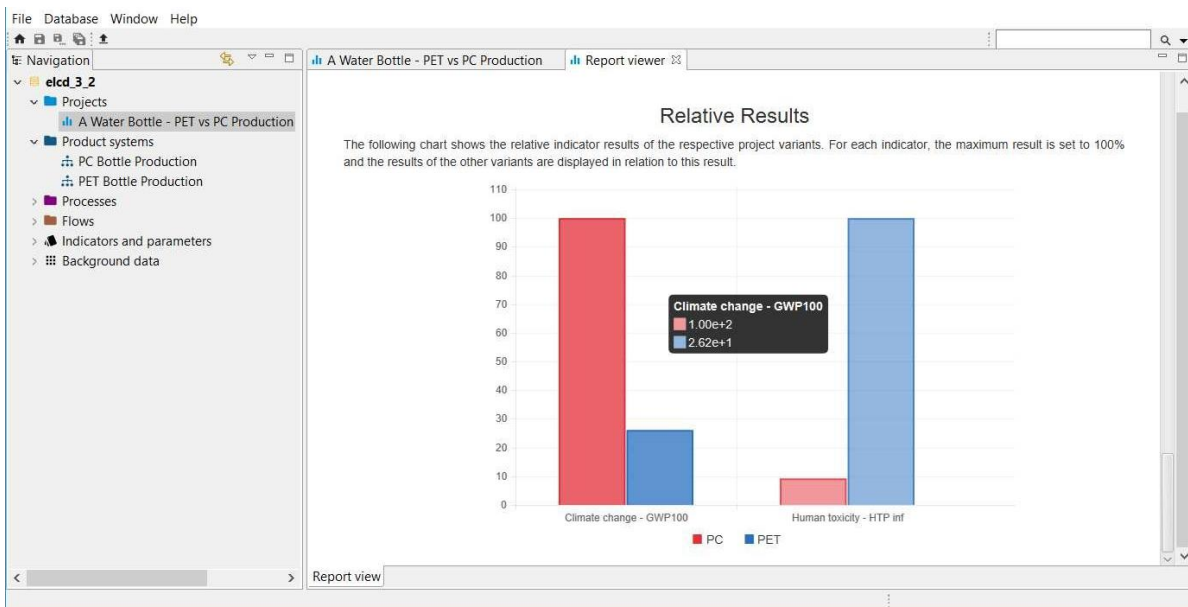 File Database Window Help
Navigation
A Water Bottle - PET vs PC Production
Report viewer
elcd_3_2
Projects
A Water Bottle - PET vs PC Production
Product systems
PC Bottle Production
PET Bottle Production
Processes
Flows
Indicators and parameters
Background data
Relative Results
The following chart shows the relative indicator results of the respective project variants. For each indicator, the maximum result is set to 100%
and the results of the other variants are displayed in relation to this result.
110
100
90
80
70
60
50
40
30
20
10
0
Climate change - GWP100
1.00e+2
2.62e+1
Climate change - GWP100
Human toxicity - HTP inf
PC PET
Report view